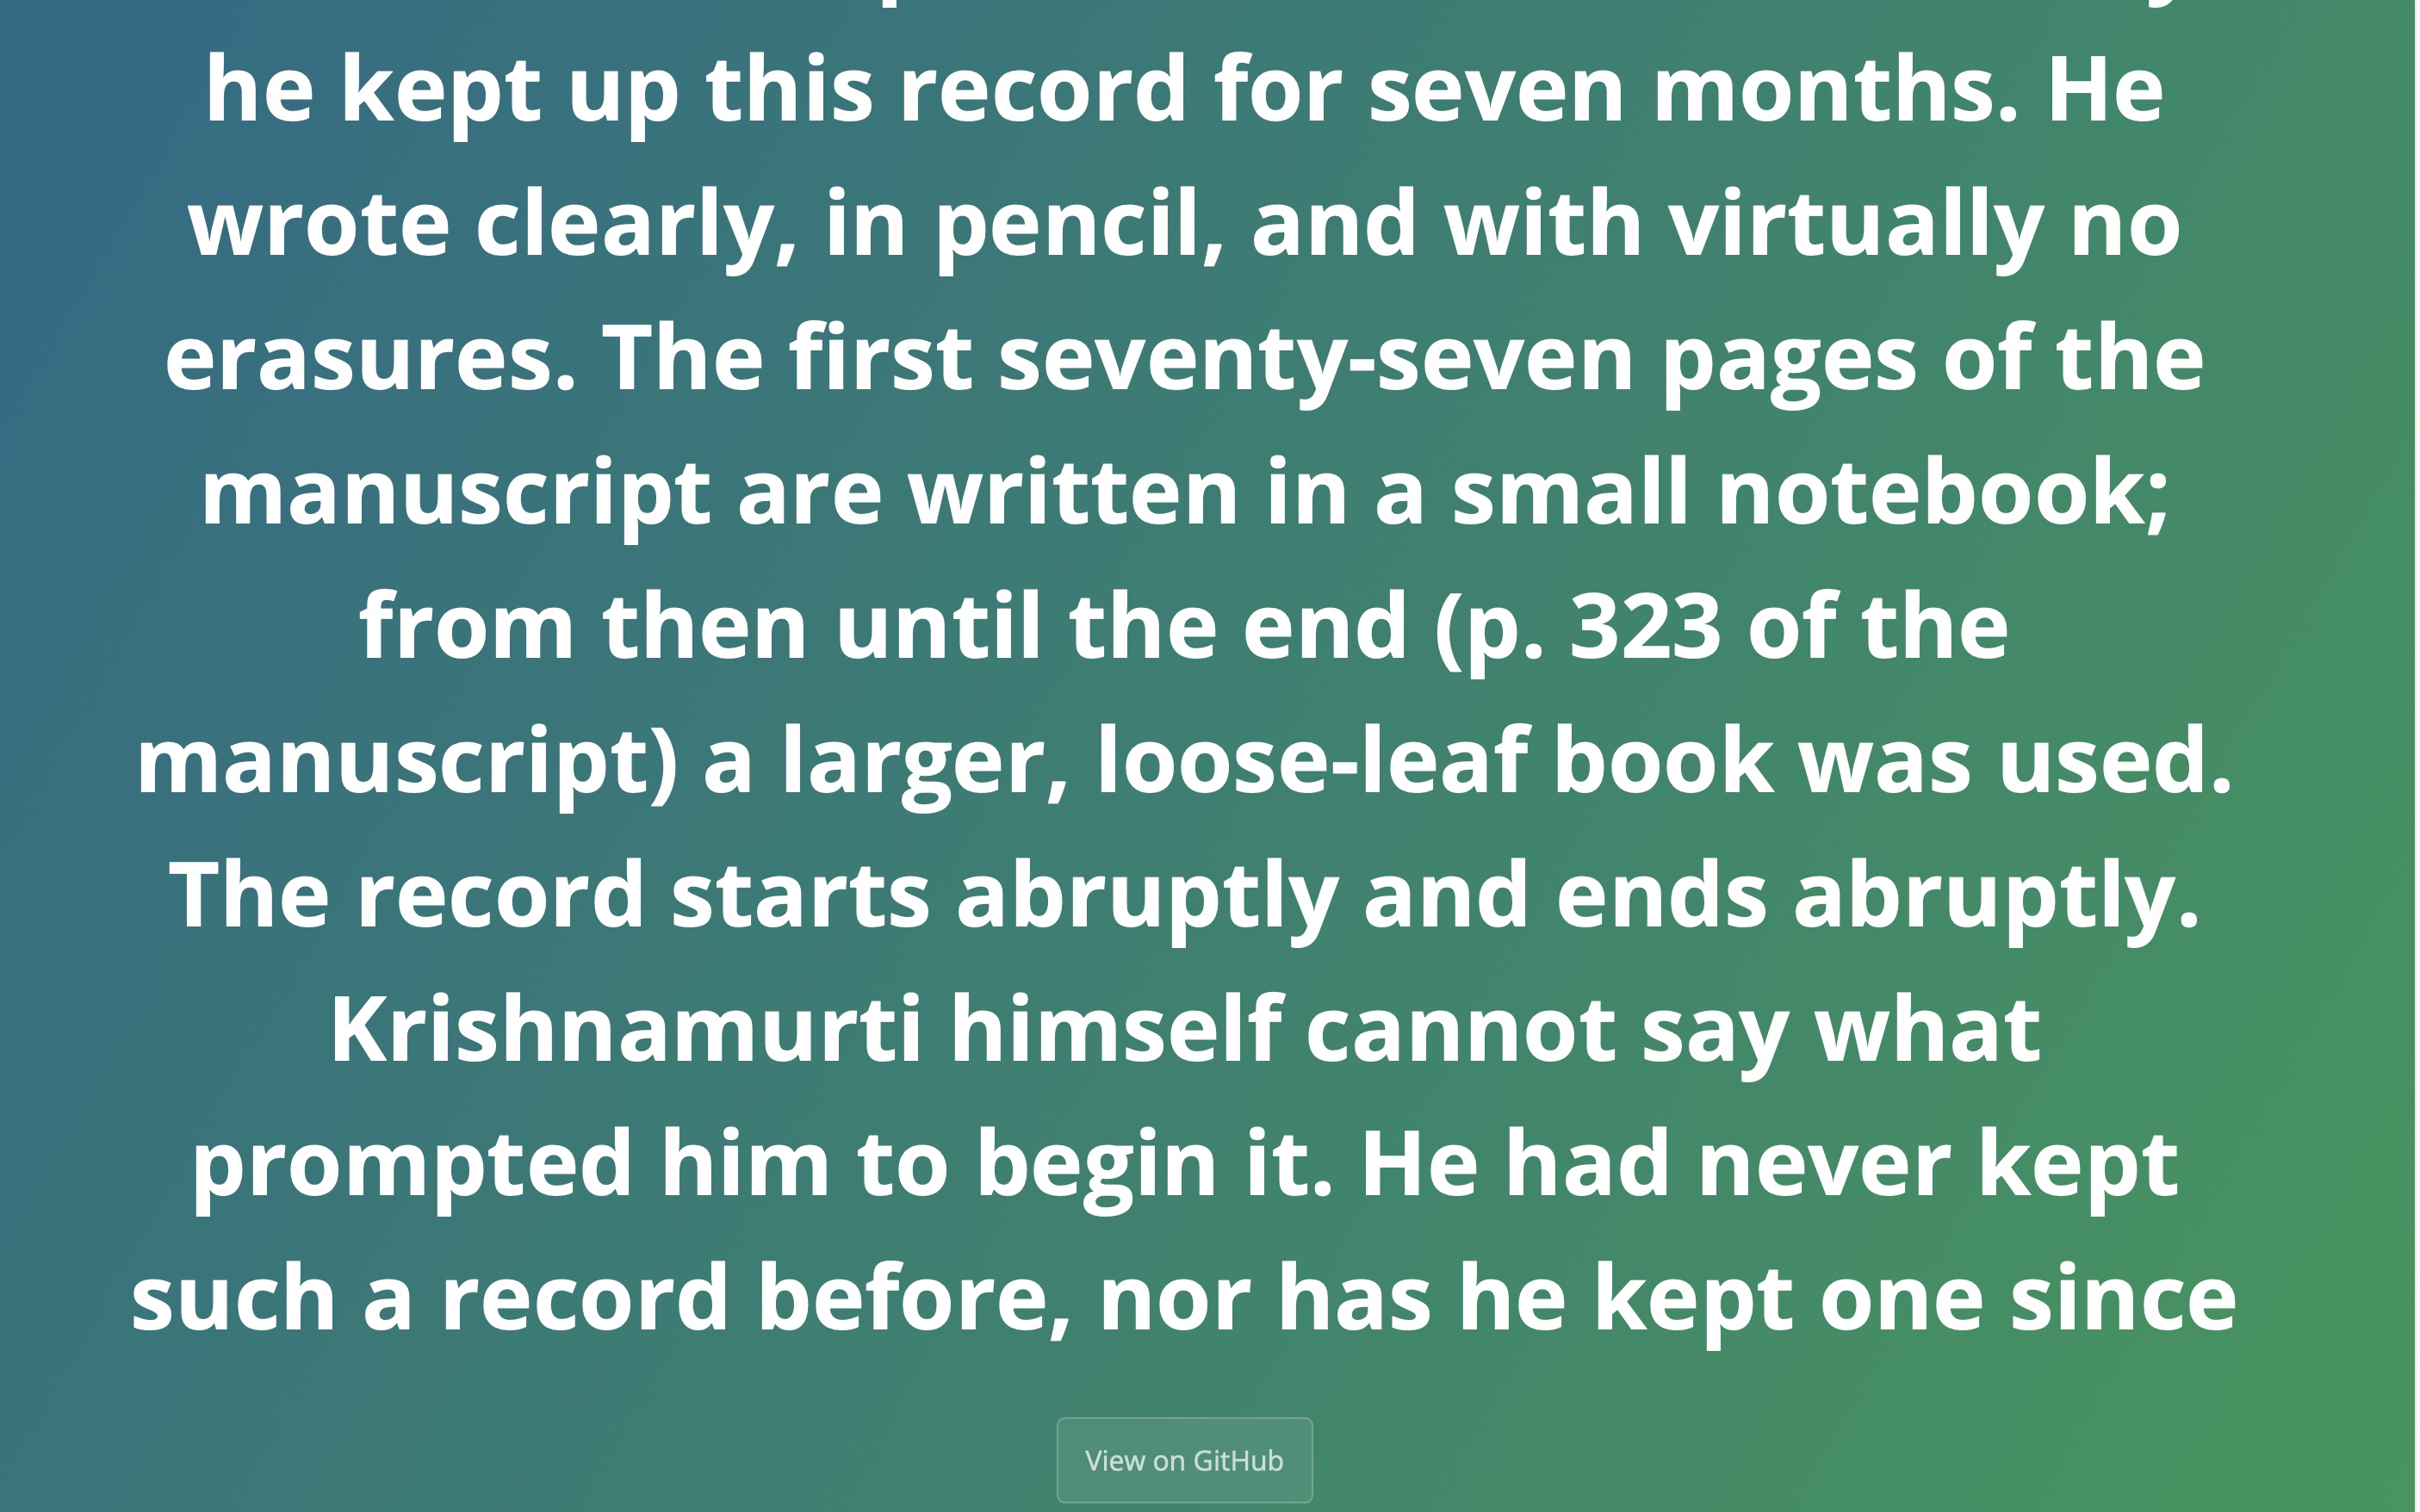 he kept up this record for seven months. He
wrote clearly, in pencil, and with virtually no
erasures. The first seventy-seven pages of the
manuscript are written in a small notebook;
from then until the end (p. 323 of the
manuscript) a larger, loose-leaf book was used.
The record starts abruptly and ends abruptly.
Krishnamurti himself cannot say what
prompted him to begin it. He had never kept
such a record before, nor has he kept one since
View on GitHub